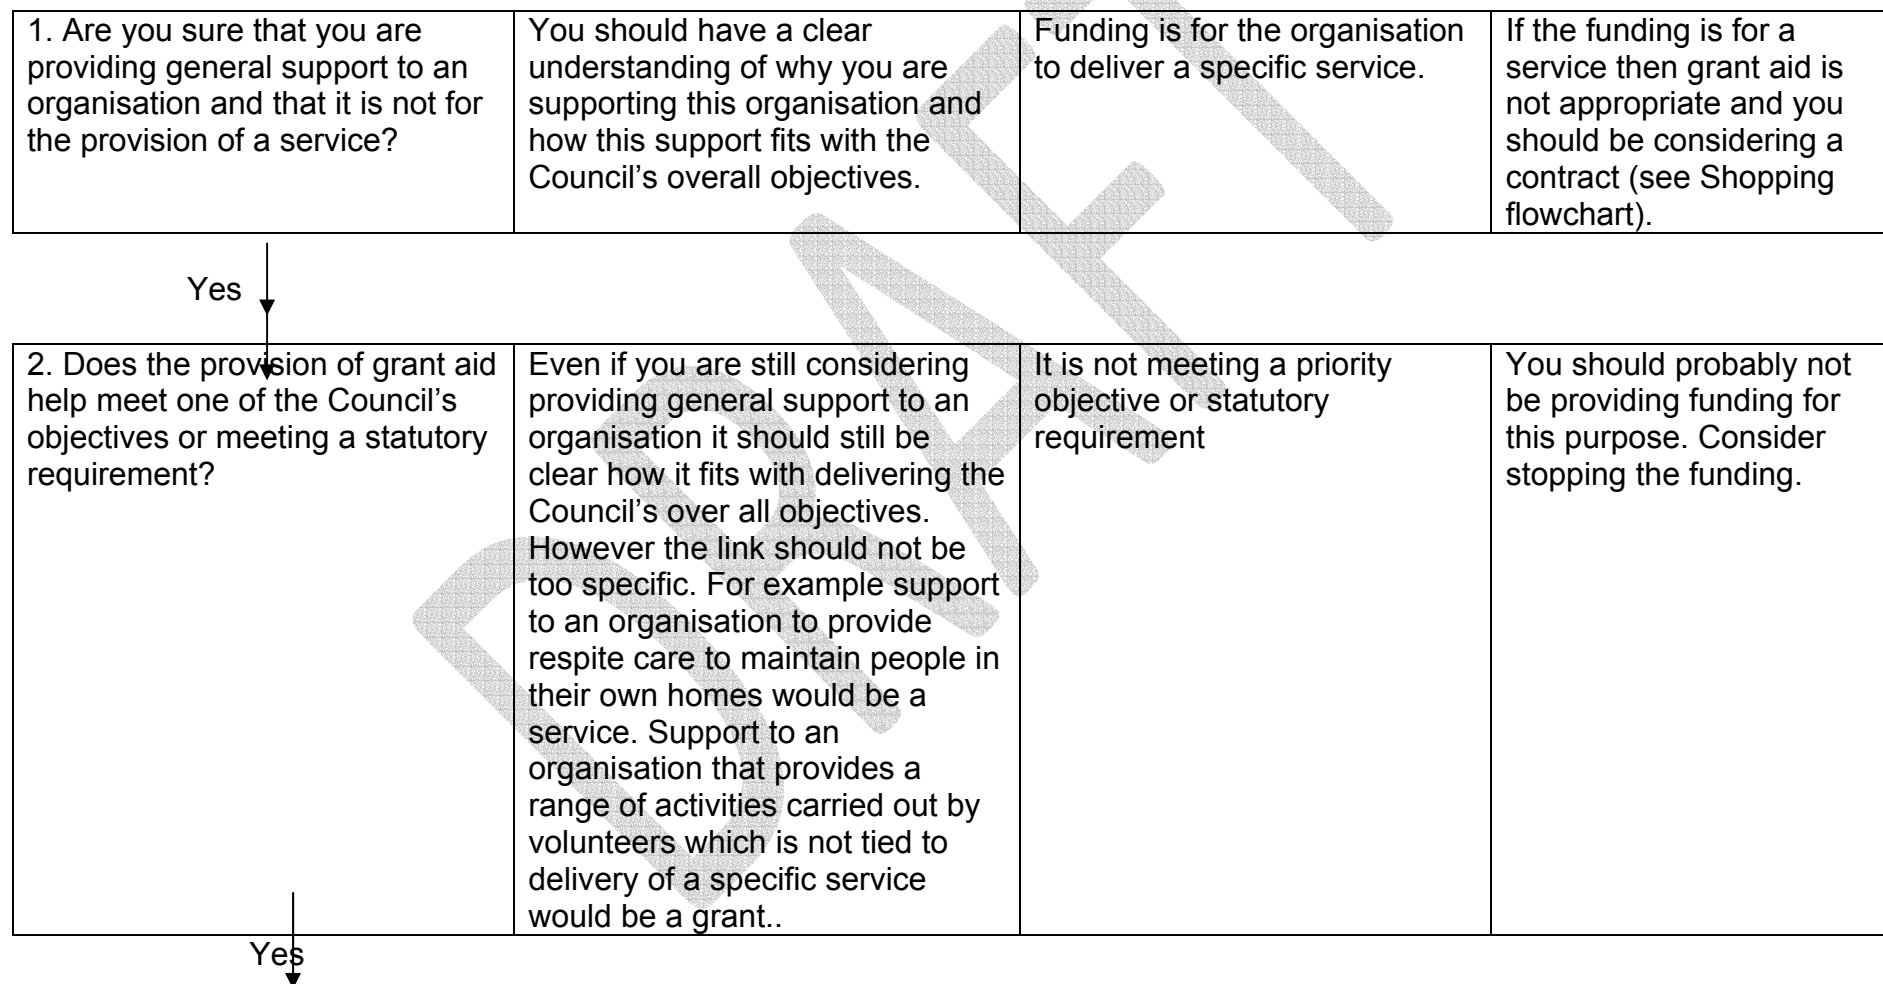 1. Are you sure that you are
providing general support to an
organisation and that it is not for
the provision of a service?
You should have a clear
understanding of why you are
supporting this organisation and
how this support fits with the
Council’s overall objectives.
Funding is for the organisation
to deliver a specific service.
If the funding is for a
service then grant aid is
not appropriate and you
should be considering a
contract (see Shopping
flowchart).
Yes
2. Does the provision of grant aid
help meet one of the Council’s
objectives or meeting a statutory
requirement?
Even if you are still considering
providing general support to an
organisation it should still be
clear how it fits with delivering the
Council’s over all objectives.
However the link should not be
too specific. For example support
to an organisation to provide
respite care to maintain people in
their own homes would be a
service. Support to an
organisation that provides a
range of activities carried out by
volunteers which is not tied to
delivery of a specific service
would be a grant..
It is not meeting a priority
objective or statutory
requirement
You should probably not
be providing funding for
this purpose. Consider
stopping the funding.
Yes
DRAFT